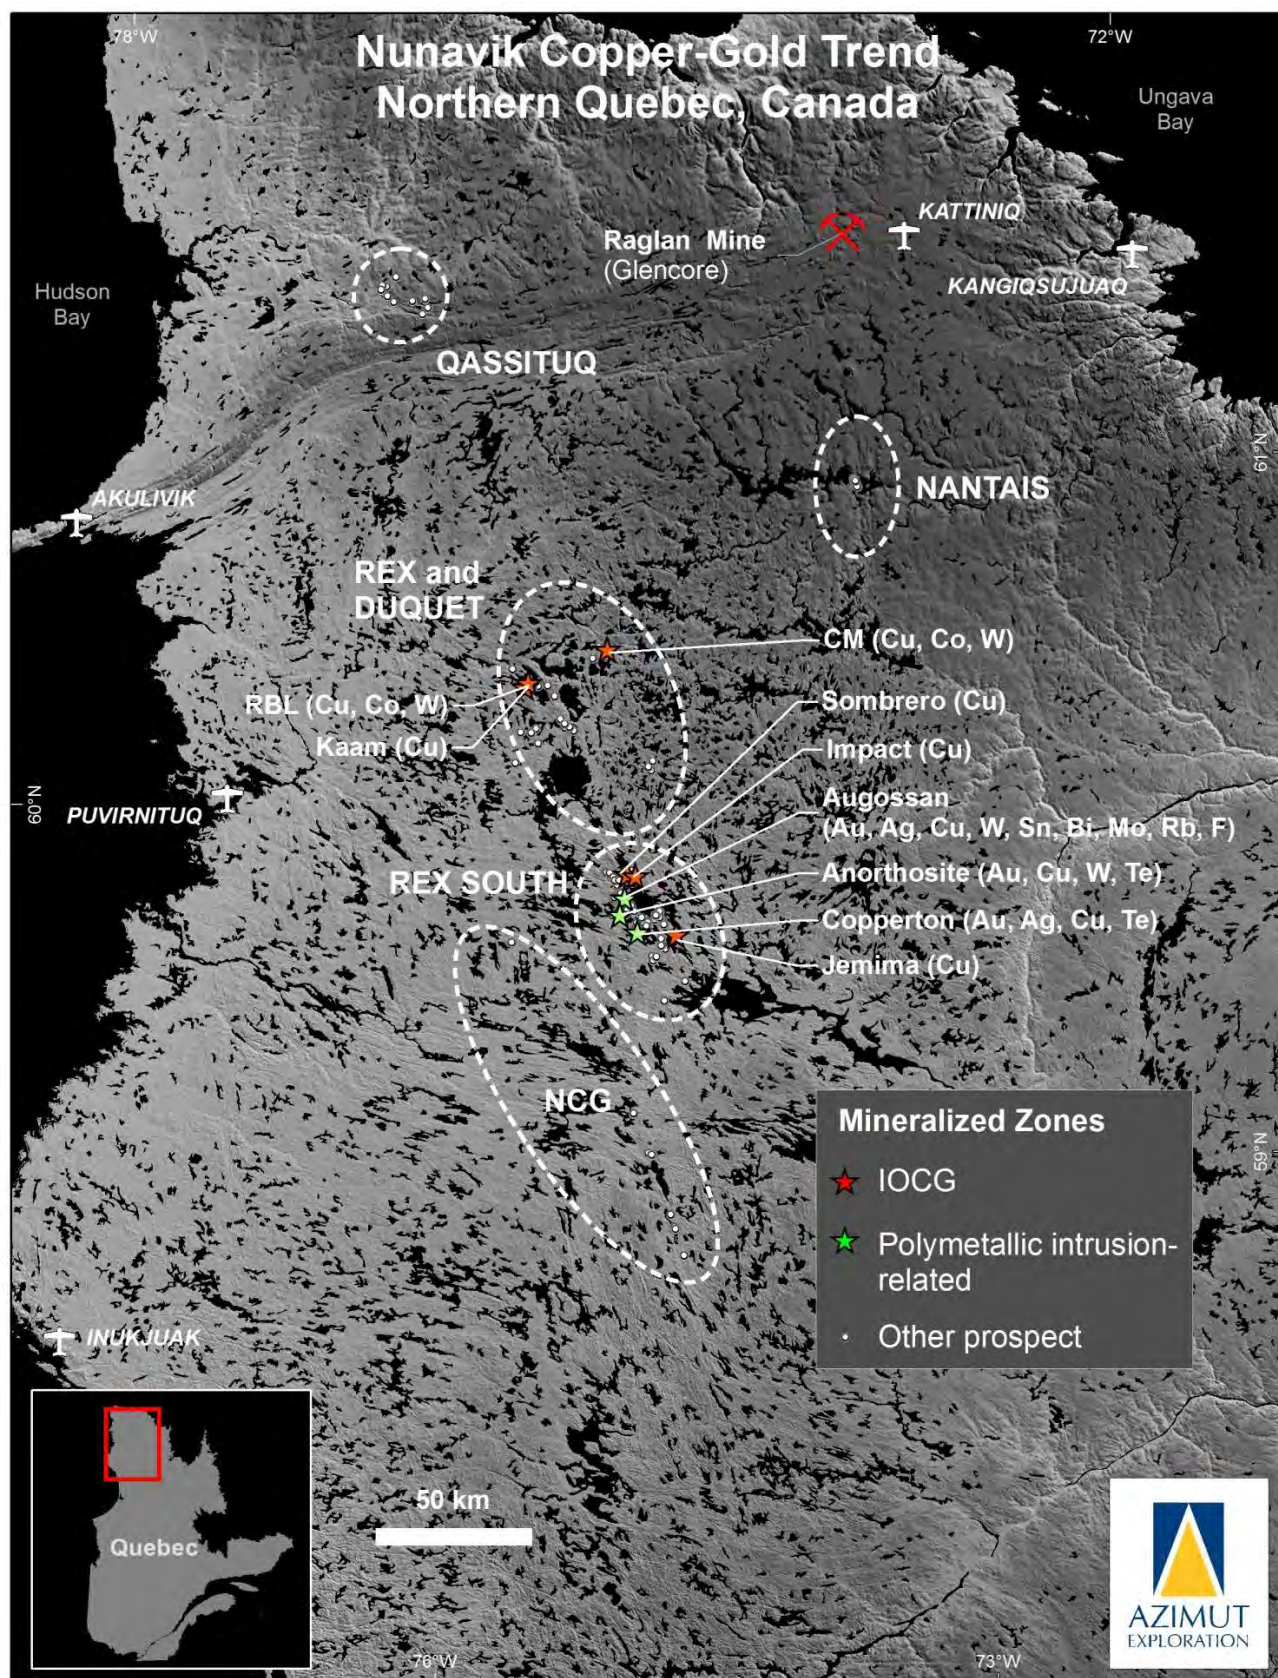 78°W
72°W
Nunavik Copper-Gold Trend
Northern Quebec, Canada
Ungava
Bay
KATTINIQ
Raglan Mine
(Glencore)
KANGIQSUJUAQ
Hudson
Bay
QASSITUQ
61°N
NANTAIS
AKULIVIK
REX and
DUQUET
CM (Cu, Co, W)
Sombrero (Cu)
RBL (Cu, Co, W)
Kaam (Cu)
Impact (Cu)
60°N
PUVIRNITUQ
Augossan
(Au, Ag, Cu, W, Sn, Bi, Mo, Rb, F)
REX SOUTH
Anorthosite (Au, Cu, W, Te)
Copperton (Au, Ag, Cu, Te)
Jemima (Cu)
NCG
Mineralized Zones
59°N
IOCG
Polymetallic intrusion-
related
Other prospect
INUKJUAK
50 km
Quebec
AZIMUT
EXPLORATION
76°W
73°W